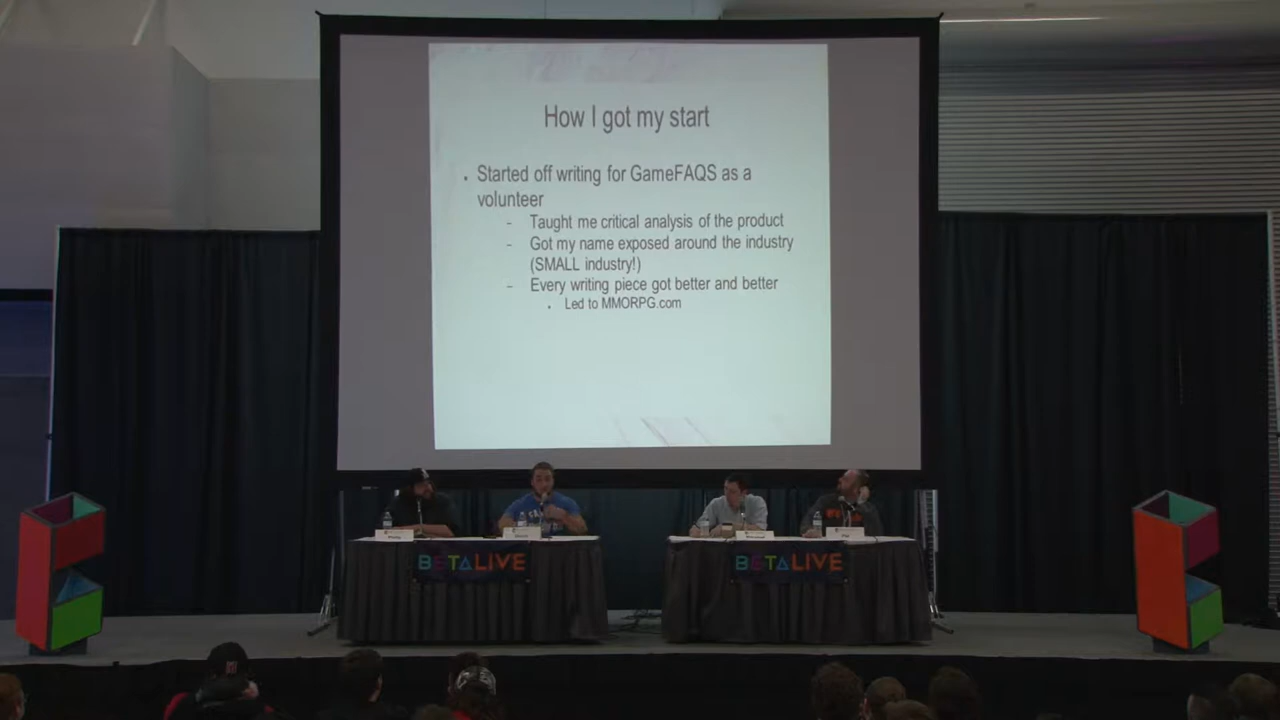 How I got my start
. Started off writing for GameFAQS as a
volunteer
- Taught me critical analysis of the product
- Got my name exposed around the industry
(SMALL industry!)
- Every writing piece got better and better
. Led to MMORPG.com
BETALIVE
BETALIVE